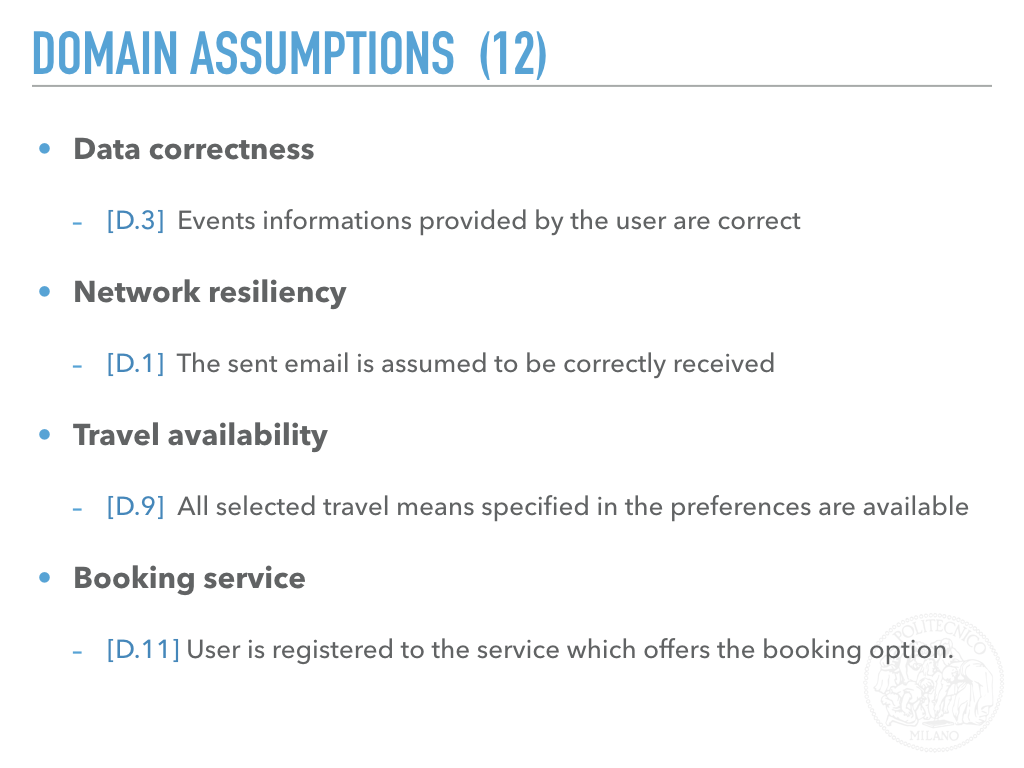 DOMAIN ASSUMPTIONS (12)
• Data correctness
– [D.3] Events informations provided by the user are correct
• Network resiliency
– [D.1] The sent email is assumed to be correctly received
• Travel availability
– [D.9] All selected travel means specified in the preferences are available
• Booking service
– [D.11] User is registered to the service which offers the booking option.
POLITECNICO
MILANO